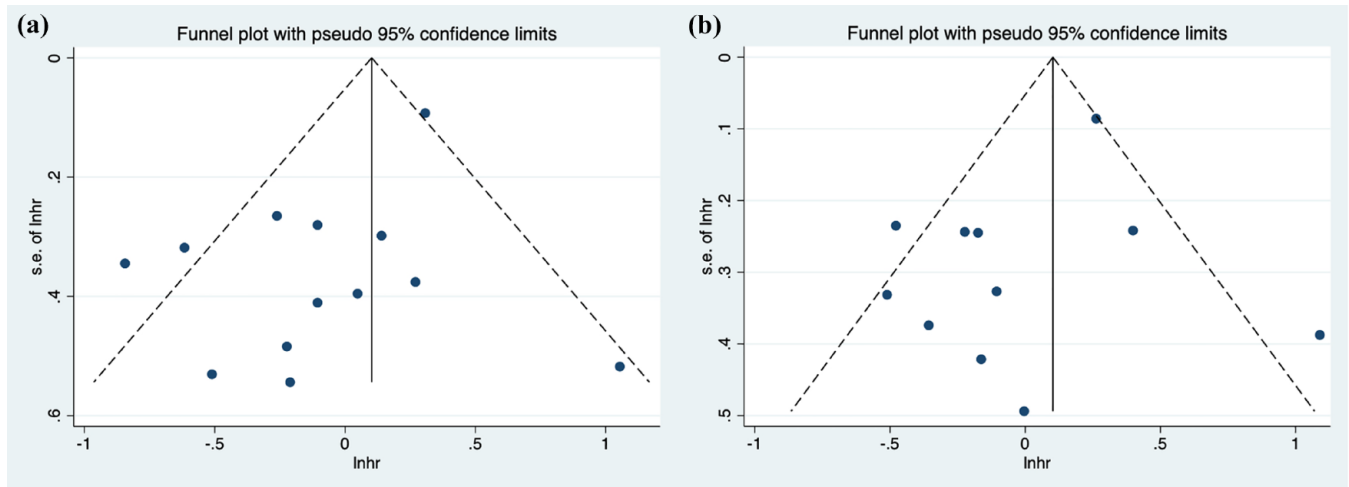 (a)
Funnel plot with pseudo 95% confidence limits
0
.2
.4
.6
s.e. of lnhr
-1
-.5
0
.5
1
lnhr
(b)
Funnel plot with pseudo 95% confidence limits
0
.1
.2
.3
.4
.5
s.e. of lnhr
-1
-.5
0
.5
1
lnhr